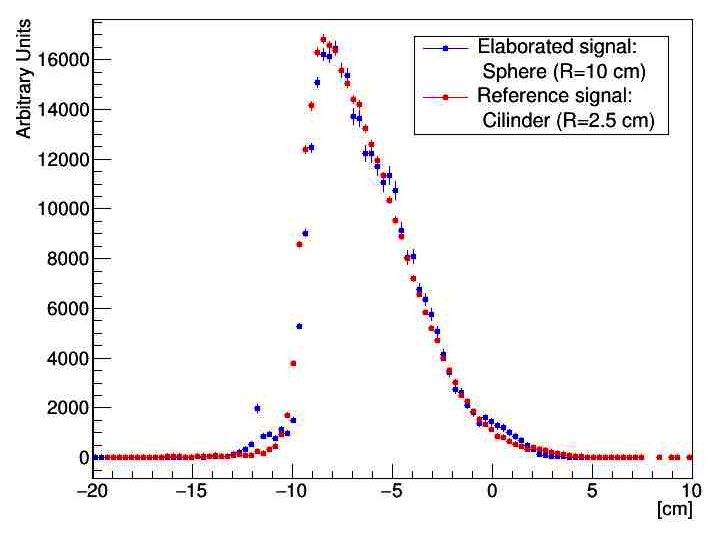 Arbitrary Units
16000
14000
12000
10000
8000
6000
4000
2000
0
Elaborated signal:
Sphere (R=10 cm)
Reference signal:
Cilinder (R=2.5 cm)
−20 −15 −10 −5 0 5 10
[cm]